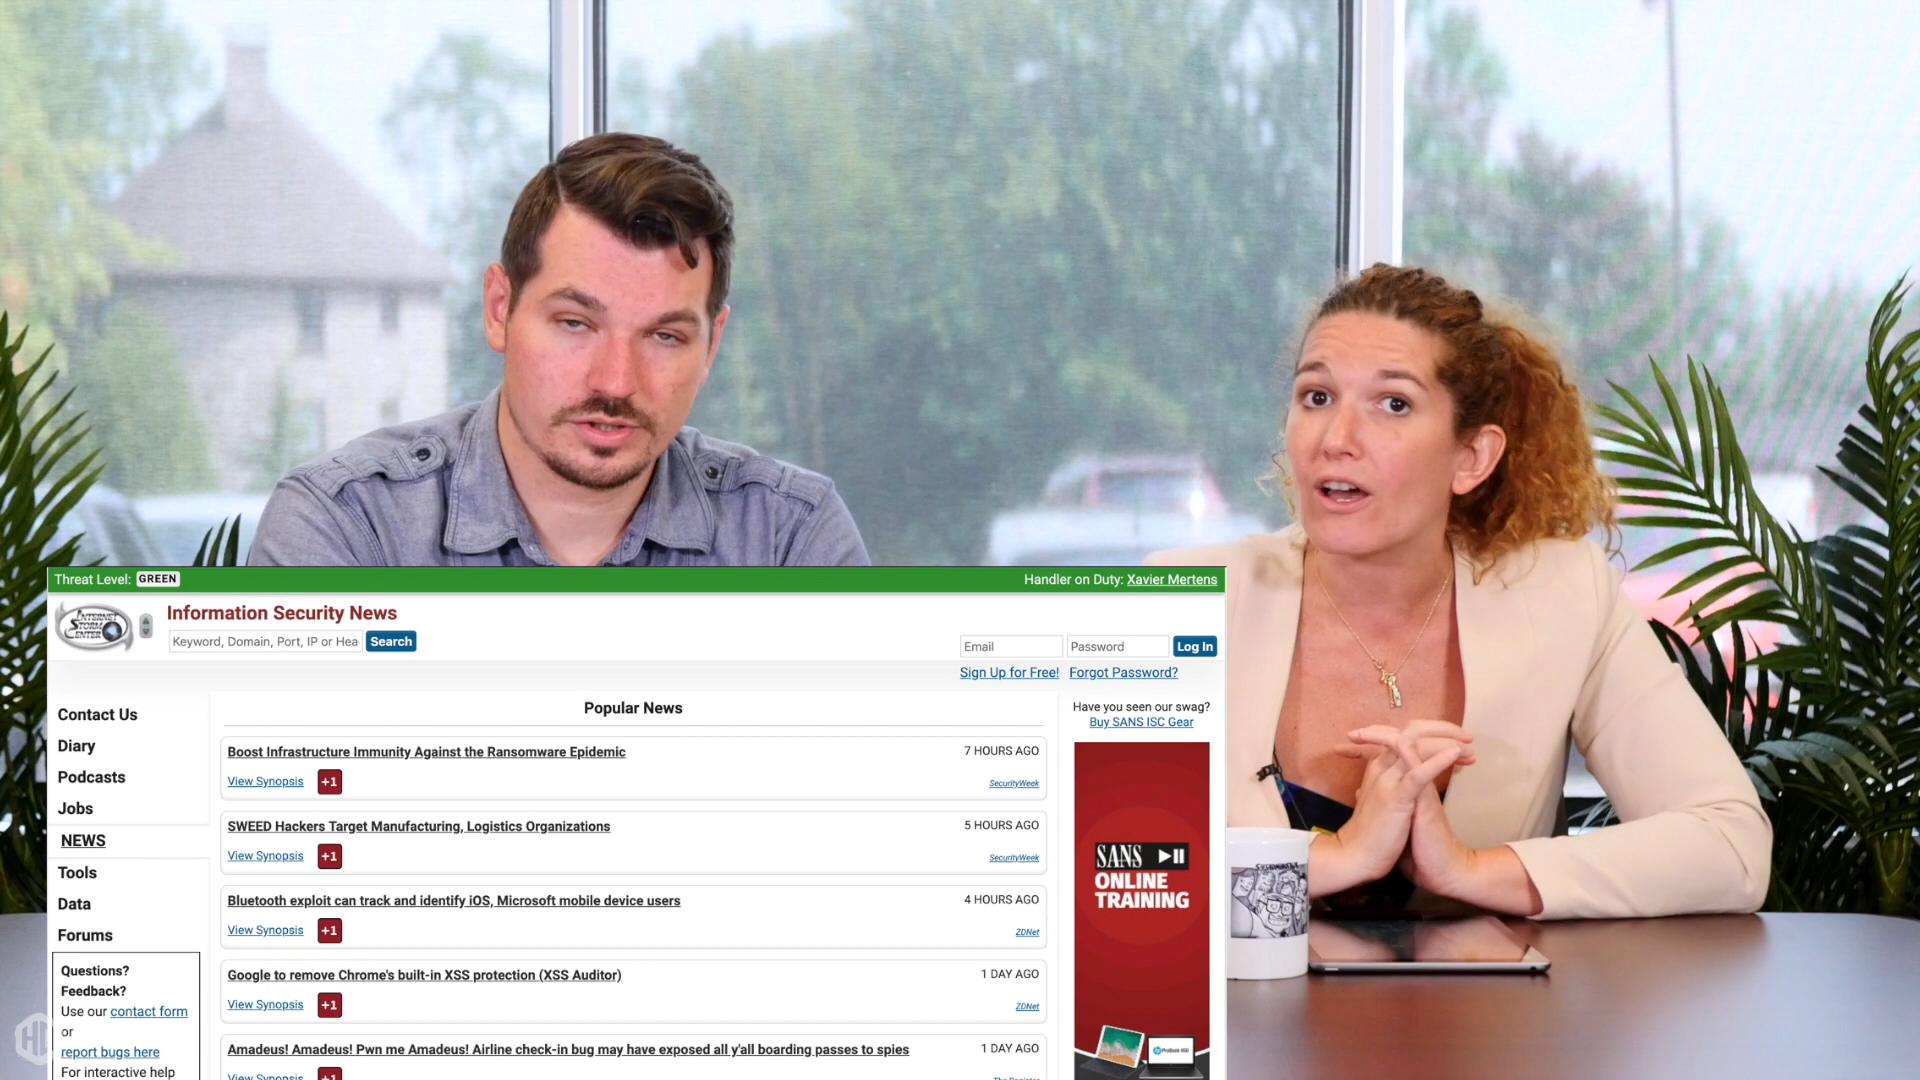 Threat Level: GREEN
Handler on Duty: Xavier Mertens
INTERNET
STORM
CENTER
Information Security News
Keyword, Domain, Port, IP or Hea
Search
Email
Password
Log In
Sign Up for Free!
Forgot Password?
Contact Us
Diary
Podcasts
Jobs
NEWS
Tools
Data
Forums
Questions?
Feedback?
Use our contact form
or
report bugs here
For interactive help
Popular News
Boost Infrastructure Immunity Against the Ransomware Epidemic
7 HOURS AGO
View Synopsis
+1
SecurityWeek
SWEED Hackers Target Manufacturing, Logistics Organizations
5 HOURS AGO
View Synopsis
+1
SecurityWeek
Bluetooth exploit can track and identify iOS, Microsoft mobile device users
4 HOURS AGO
View Synopsis
+1
ZDNet
Google to remove Chrome's built-in XSS protection (XSS Auditor)
1 DAY AGO
View Synopsis
+1
ZDNet
Amadeus! Amadeus! Pwn me Amadeus! Airline check-in bug may have exposed all y'all boarding passes to spies
1 DAY AGO
View Synopsis
+1
The Register
Have you seen our swag?
Buy SANS ISC Gear
SANS
ONLINE
TRAINING